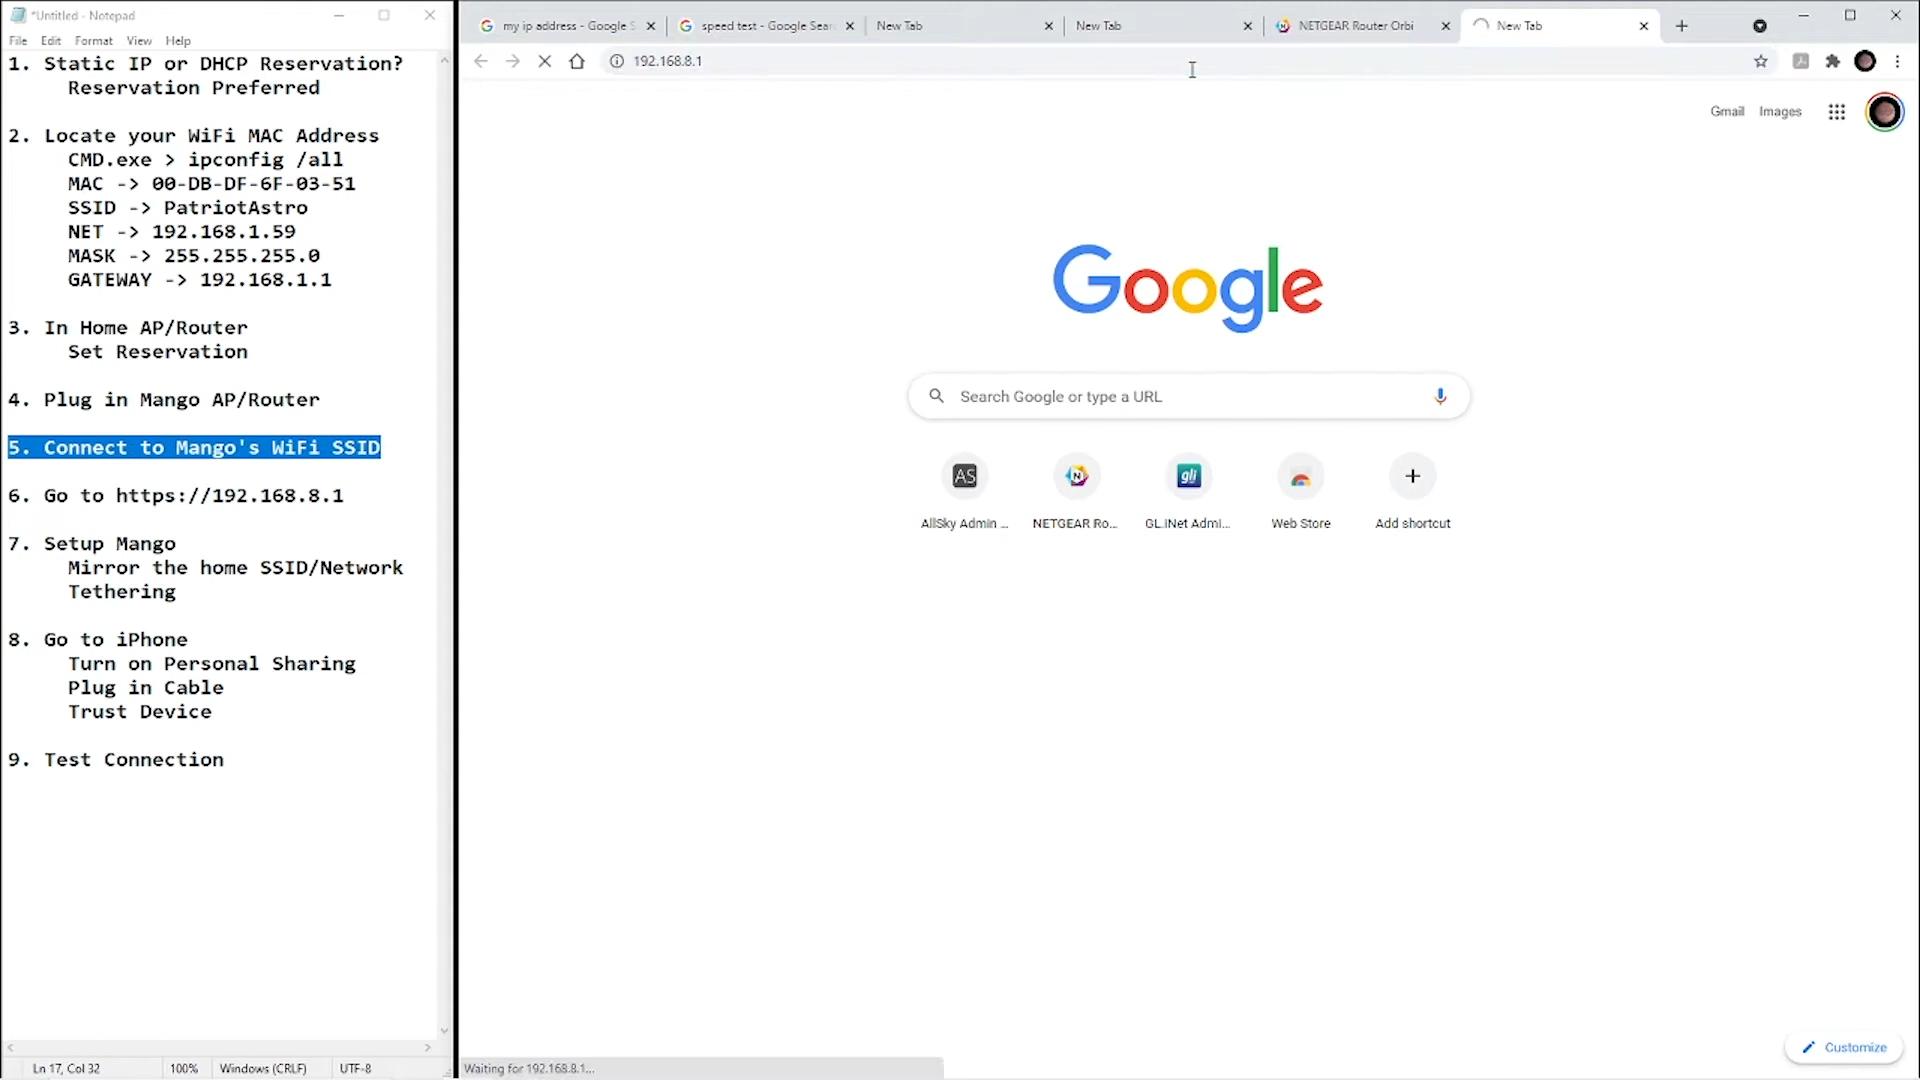 *Untitled - Notepad
File Edit Format View Help
1. Static IP or DHCP Reservation?
Reservation Preferred
2. Locate your WiFi MAC Address
CMD.exe > ipconfig /all
MAC -> 00-DB-DF-6F-03-51
SSID -> PatriotAstro
NET -> 192.168.1.59
MASK -> 255.255.255.0
GATEWAY -> 192.168.1.1
3. In Home AP/Router
Set Reservation
4. Plug in Mango AP/Router
5. Connect to Mango's WiFi SSID
6. Go to https://192.168.8.1
7. Setup Mango
Mirror the home SSID/Network
Tethering
8. Go to iPhone
Turn on Personal Sharing
Plug in Cable
Trust Device
9. Test Connection
Ln 17, Col 32 100% Windows (CRLF) UTF-8
my ip address - Google S speed test - Google Sear New Tab New Tab NETGEAR Router Orbi New Tab
192.168.8.1
Gmail Images
Google
Search Google or type a URL
AS N gli
AllSky Admin ... NETGEAR Ro... GL.iNet Admi... Web Store Add shortcut
Customize
Waiting for 192.168.8.1...